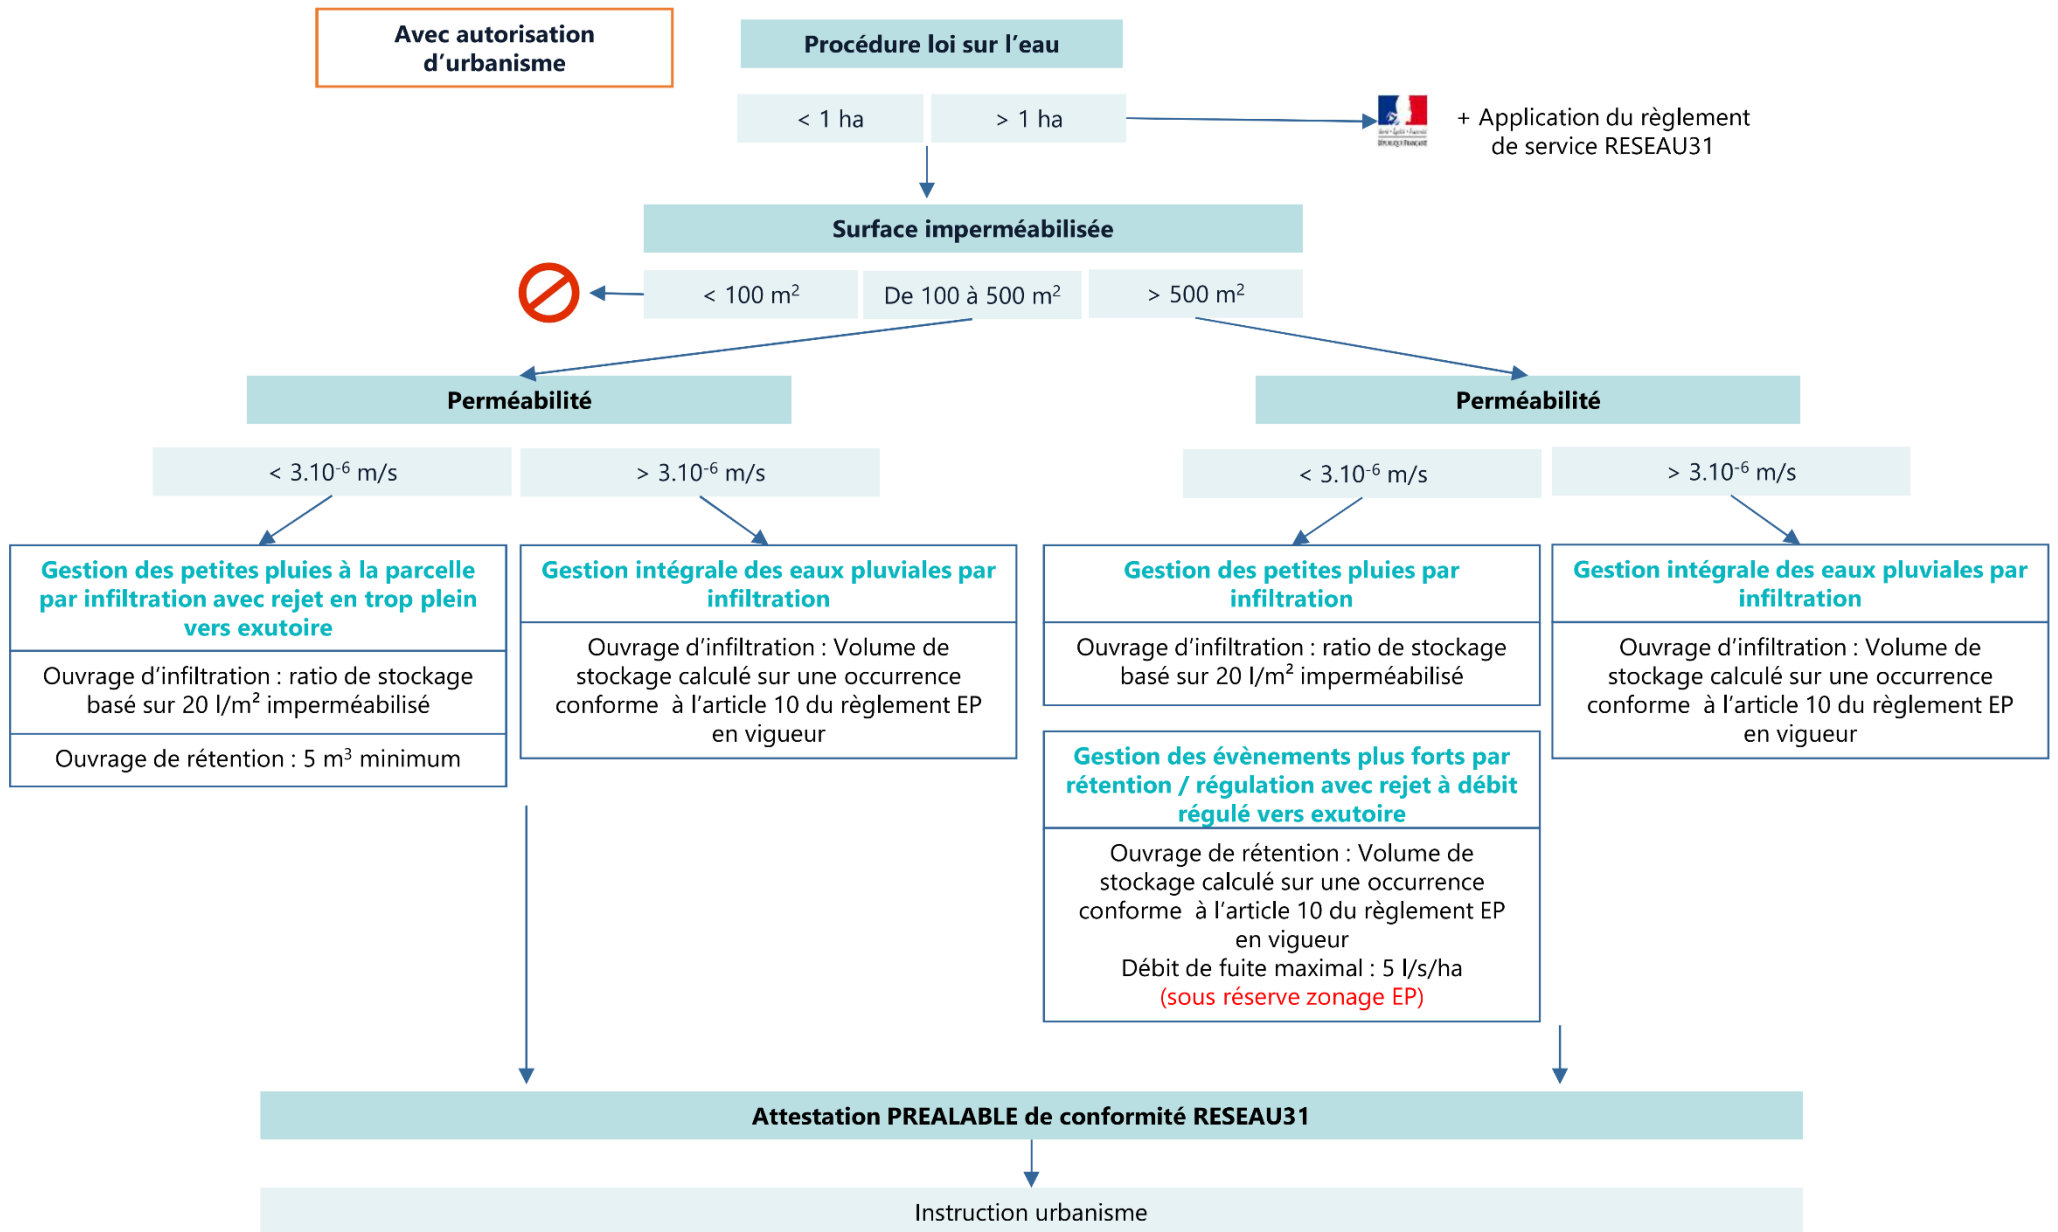 Avec autorisation
d’urbanisme
Procédure loi sur l’eau
< 1 ha
> 1 ha
+ Application du règlement
de service RESEAU31
Liberté • Égalité • Fraternité
RÉPUBLIQUE FRANÇAISE
Surface imperméabilisée
< 100 m²
De 100 à 500 m²
> 500 m²
Perméabilité
Perméabilité
< 3.10⁻⁶ m/s
> 3.10⁻⁶ m/s
< 3.10⁻⁶ m/s
> 3.10⁻⁶ m/s
Gestion des petites pluies à la parcelle
par infiltration avec rejet en trop plein
vers exutoire
Ouvrage d’infiltration : ratio de stockage
basé sur 20 l/m² imperméabilisé
Ouvrage de rétention : 5 m³ minimum
Gestion intégrale des eaux pluviales par
infiltration
Ouvrage d’infiltration : Volume de
stockage calculé sur une occurrence
conforme  à l’article 10 du règlement EP
en vigueur
Gestion des petites pluies par
infiltration
Ouvrage d’infiltration : ratio de stockage
basé sur 20 l/m² imperméabilisé
Gestion des évènements plus forts par
rétention / régulation avec rejet à débit
régulé vers exutoire
Ouvrage de rétention : Volume de
stockage calculé sur une occurrence
conforme  à l’article 10 du règlement EP
en vigueur
Débit de fuite maximal : 5 l/s/ha
(sous réserve zonage EP)
Gestion intégrale des eaux pluviales par
infiltration
Ouvrage d’infiltration : Volume de
stockage calculé sur une occurrence
conforme  à l’article 10 du règlement EP
en vigueur
Attestation PREALABLE de conformité RESEAU31
Instruction urbanisme